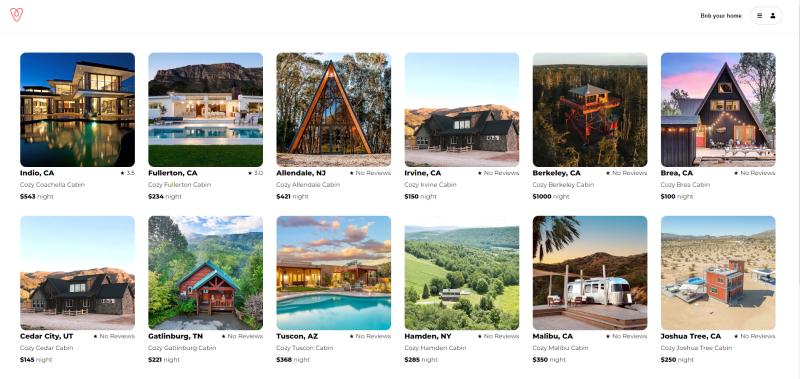 Bnb your home
Indio, CA ★ 3.5
Cozy Coachella Cabin
$543 night
Fullerton, CA ★ 3.0
Cozy Fullerton Cabin
$234 night
Allendale, NJ ★ No Reviews
Cozy Allendale Cabin
$421 night
Irvine, CA ★ No Reviews
Cozy Irvine Cabin
$150 night
Berkeley, CA ★ No Reviews
Cozy Berkeley Cabin
$1000 night
Brea, CA ★ No Reviews
Cozy Brea Cabin
$100 night
Cedar City, UT ★ No Reviews
Cozy Cedar Cabin
$145 night
Gatlinburg, TN ★ No Reviews
Cozy Gatlinburg Cabin
$221 night
Tuscon, AZ ★ No Reviews
Cozy Tuscon Cabin
$368 night
Hamden, NY ★ No Reviews
Cozy Hamden Cabin
$285 night
Malibu, CA ★ No Reviews
Cozy Malibu Cabin
$350 night
Joshua Tree, CA ★ No Reviews
Cozy Joshua Tree Cabin
$250 night